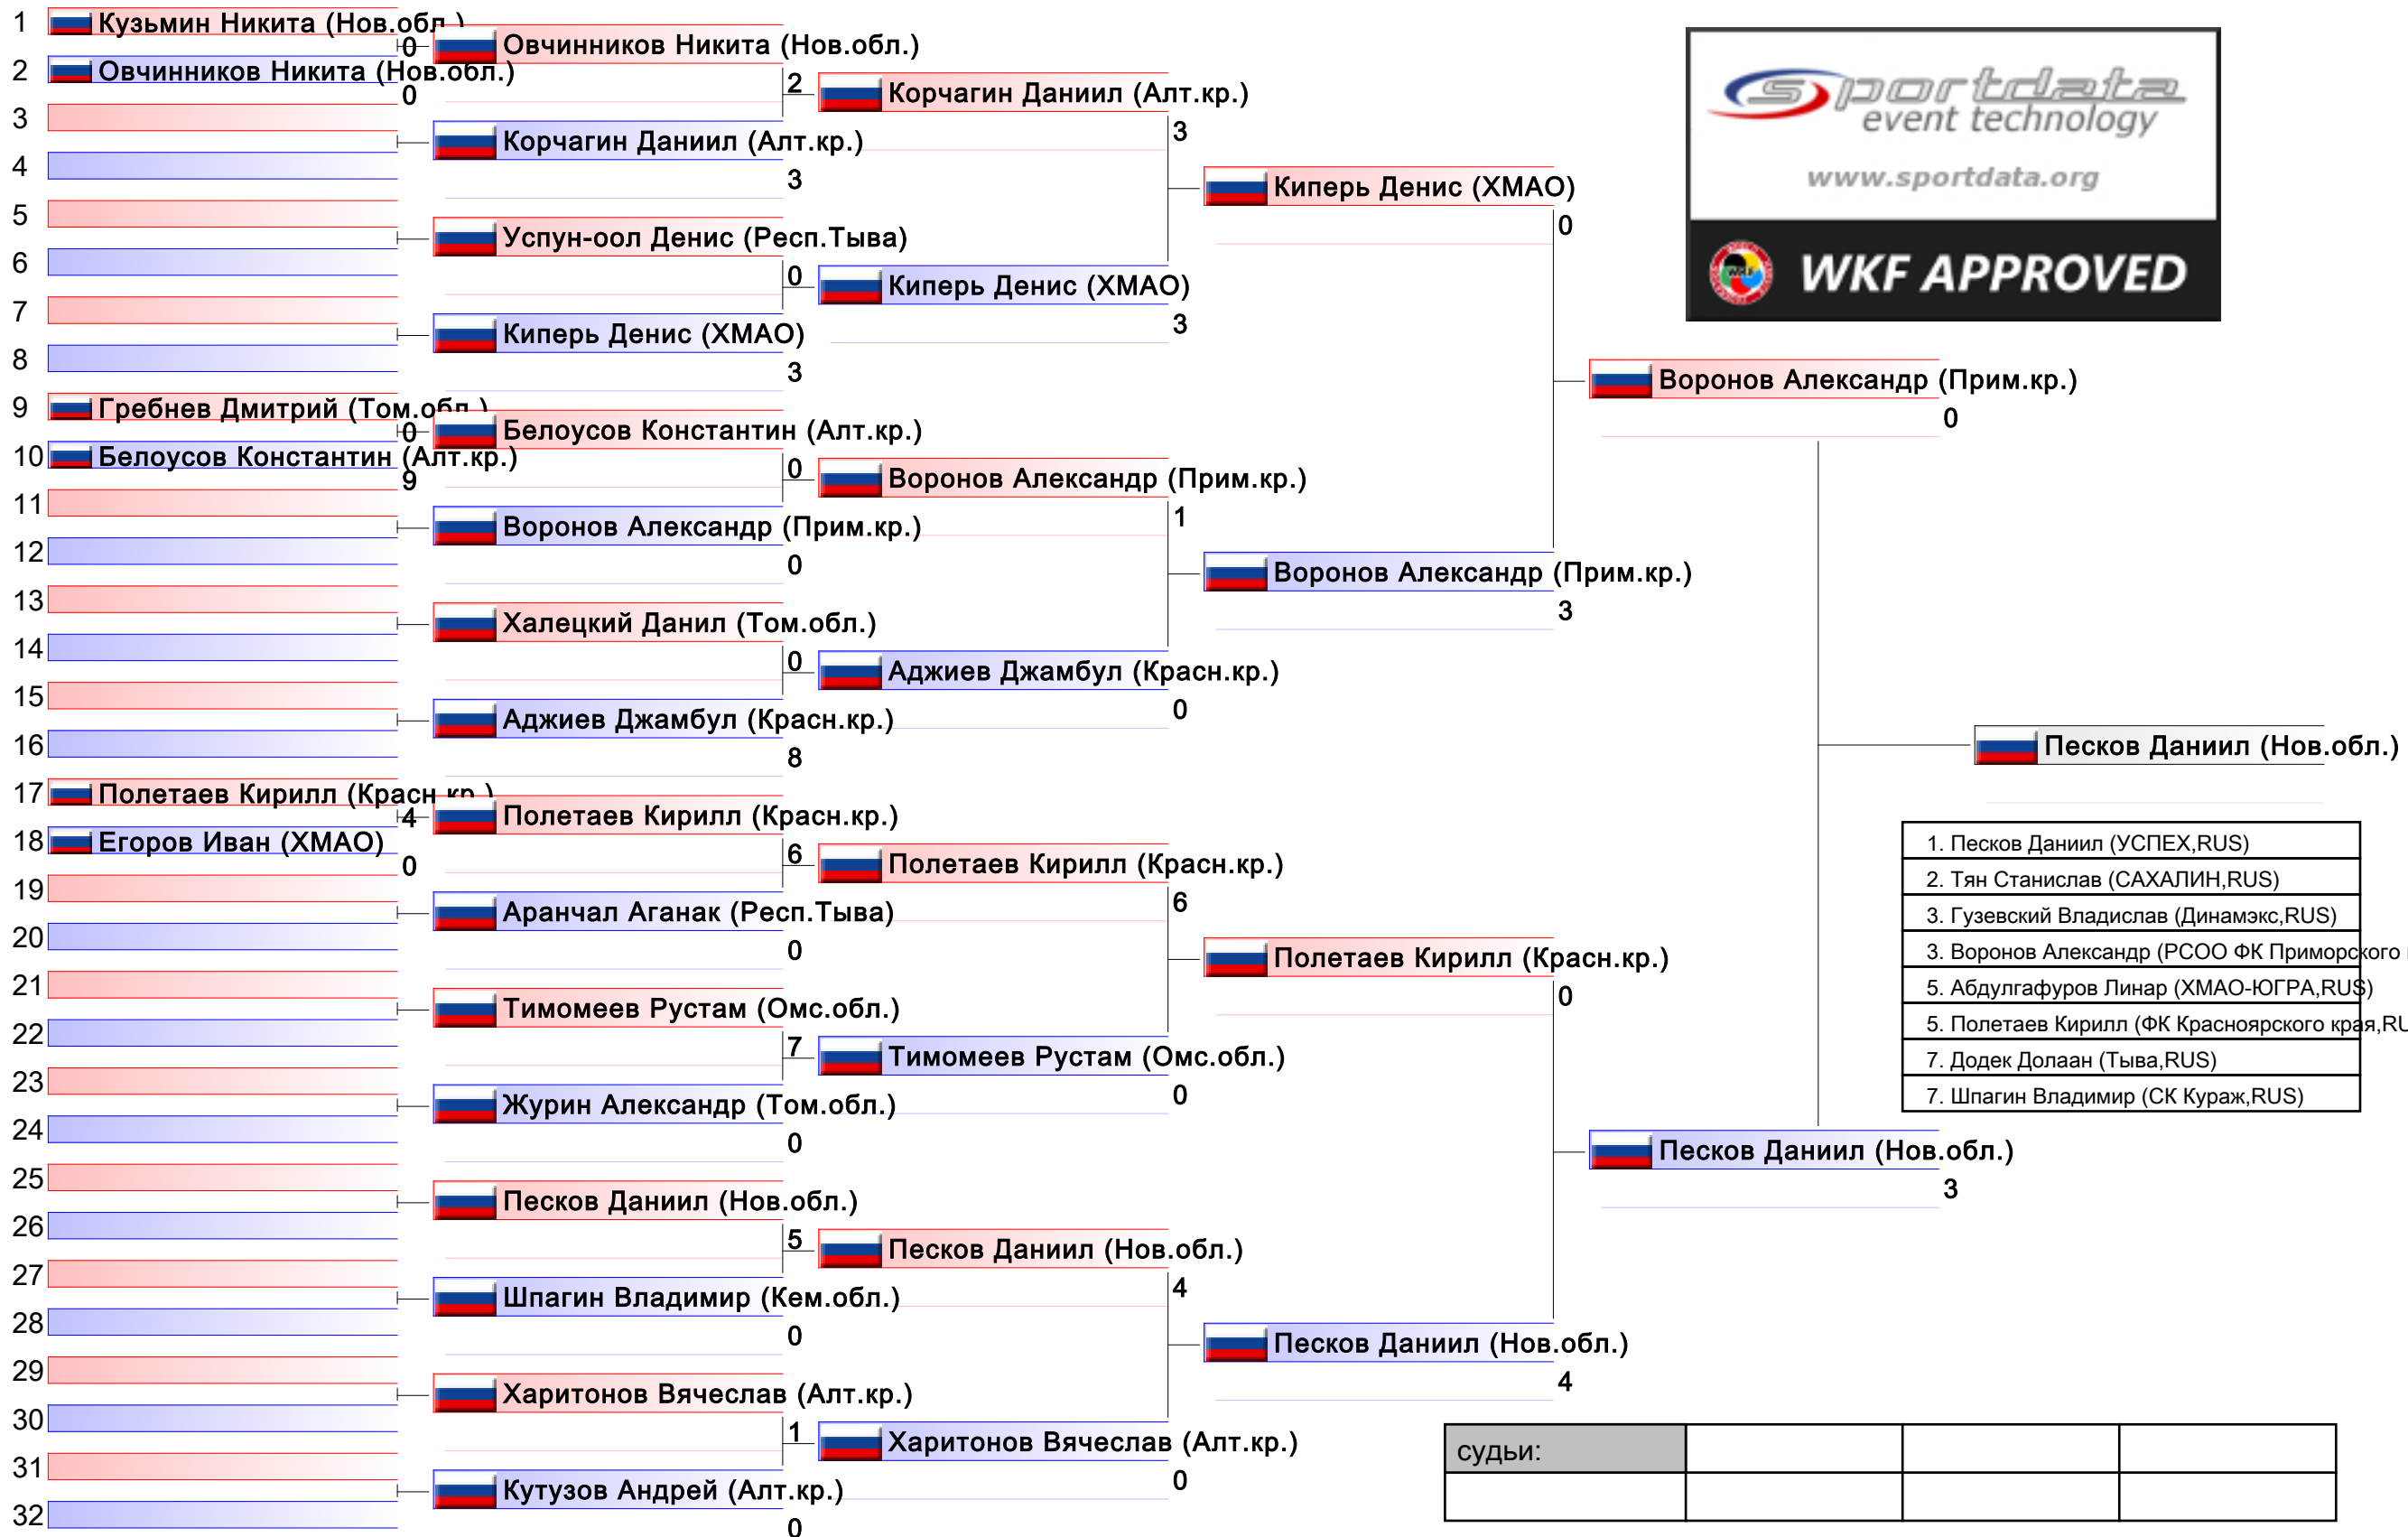 1 Кузьмин Никита (Нов.обл.)
0
2 Овчинников Никита (Нов.обл.)
0
3
4
5
6
7
8
9 Гребнев Дмитрий (Том.обл.)
0
10 Белоусов Константин (Алт.кр.)
9
11
12
13
14
15
16
17 Полетаев Кирилл (Красн.кр.)
4
18 Егоров Иван (ХМАО)
0
19
20
21
22
23
24
25
26
27
28
29
30
31
32
Овчинников Никита (Нов.обл.)
2
Корчагин Даниил (Алт.кр.)
3
Успун-оол Денис (Респ.Тыва)
0
Киперь Денис (ХМАО)
3
Белоусов Константин (Алт.кр.)
0
Воронов Александр (Прим.кр.)
0
Халецкий Данил (Том.обл.)
0
Аджиев Джамбул (Красн.кр.)
8
Полетаев Кирилл (Красн.кр.)
6
Аранчал Аганак (Респ.Тыва)
0
Тимомеев Рустам (Омс.обл.)
7
Журин Александр (Том.обл.)
0
Песков Даниил (Нов.обл.)
5
Шпагин Владимир (Кем.обл.)
0
Харитонов Вячеслав (Алт.кр.)
1
Кутузов Андрей (Алт.кр.)
0
Корчагин Даниил (Алт.кр.)
3
Киперь Денис (ХМАО)
3
Воронов Александр (Прим.кр.)
1
Аджиев Джамбул (Красн.кр.)
0
Полетаев Кирилл (Красн.кр.)
6
Тимомеев Рустам (Омс.обл.)
0
Песков Даниил (Нов.обл.)
4
Харитонов Вячеслав (Алт.кр.)
0
Киперь Денис (ХМАО)
0
Воронов Александр (Прим.кр.)
3
Полетаев Кирилл (Красн.кр.)
0
Песков Даниил (Нов.обл.)
4
Воронов Александр (Прим.кр.)
0
Песков Даниил (Нов.обл.)
3
Песков Даниил (Нов.обл.)
sportdata
event technology
www.sportdata.org
WKF APPROVED
1. Песков Даниил (УСПЕХ,RUS)
2. Тян Станислав (САХАЛИН,RUS)
3. Гузевский Владислав (Динамэкс,RUS)
3. Воронов Александр (РСОО ФК Приморского
5. Абдулгафуров Линар (ХМАО-ЮГРА,RUS)
5. Полетаев Кирилл (ФК Красноярского края,RU
7. Додек Долаан (Тыва,RUS)
7. Шпагин Владимир (СК Кураж,RUS)
судьи: